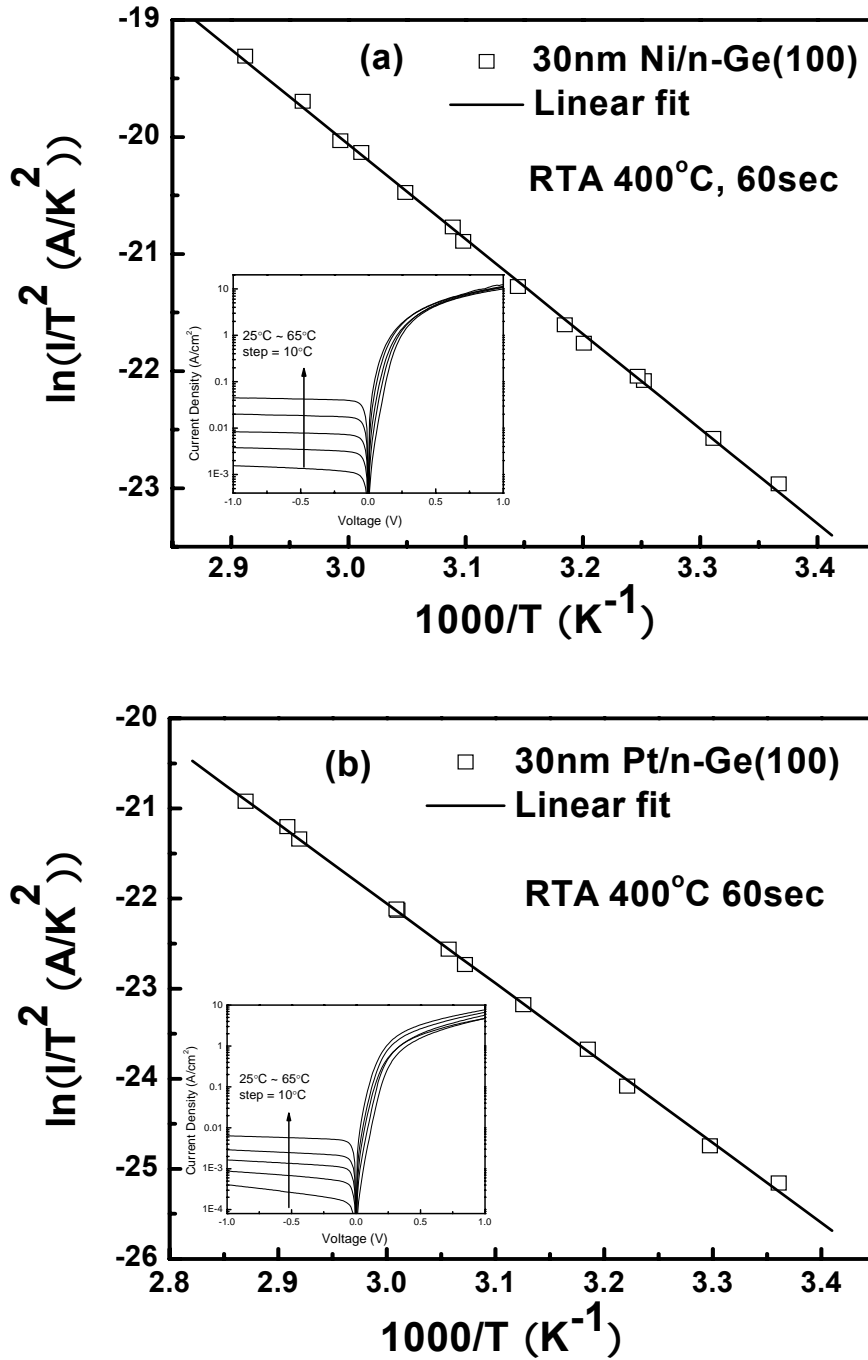 -19
(a)
30nm Ni/n-Ge(100)
Linear fit
-20
RTA 400°C, 60sec
-21
-22
-23
ln(I/T² (A/K²))
10
1
0.1
0.01
1E-3
Current Density (A/cm²)
25°C ~ 65°C
step = 10°C
-1.0 -0.5 0.0 0.5 1.0
Voltage (V)
2.9 3.0 3.1 3.2 3.3 3.4
1000/T (K⁻¹)
-20
(b)
30nm Pt/n-Ge(100)
Linear fit
-21
RTA 400°C 60sec
-22
-23
-24
-25
-26
ln(I/T² (A/K²))
10
1
0.1
0.01
1E-3
1E-4
Current Density (A/cm²)
25°C ~ 65°C
step = 10°C
-1.0 -0.5 0.0 0.5 1.0
Voltage (V)
2.8 2.9 3.0 3.1 3.2 3.3 3.4
1000/T (K⁻¹)